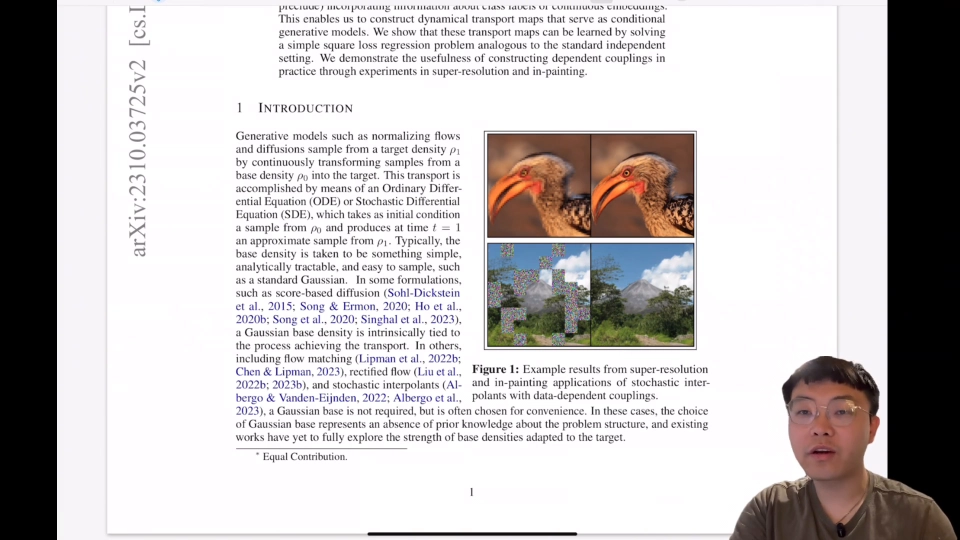 preclude) incorporating information about class labels or continuous embeddings.
This enables us to construct dynamical transport maps that serve as conditional
generative models. We show that these transport maps can be learned by solving
a simple square loss regression problem analogous to the standard independent
setting. We demonstrate the usefulness of constructing dependent couplings in
practice through experiments in super-resolution and in-painting.
arXiv:2310.03725v2 [cs.
1 INTRODUCTION
Generative models such as normalizing flows
and diffusions sample from a target density ρ1
by continuously transforming samples from a
base density ρ0 into the target. This transport is
accomplished by means of an Ordinary Differ-
ential Equation (ODE) or Stochastic Differential
Equation (SDE), which takes as initial condition
a sample from ρ0 and produces at time t = 1
an approximate sample from ρ1. Typically, the
base density is taken to be something simple,
analytically tractable, and easy to sample, such
as a standard Gaussian. In some formulations,
such as score-based diffusion (Sohl-Dickstein
et al., 2015; Song & Ermon, 2020; Ho et al.,
2020b; Song et al., 2020; Singhal et al., 2023),
a Gaussian base density is intrinsically tied to
the process achieving the transport. In others,
including flow matching (Lipman et al., 2022b;
Chen & Lipman, 2023), rectified flow (Liu et al.,
2022b; 2023b), and stochastic interpolants (Al-
bergo & Vanden-Eijnden, 2022; Albergo et al.,
2023), a Gaussian base is not required, but is often chosen for convenience. In these cases, the choice
of Gaussian base represents an absence of prior knowledge about the problem structure, and existing
works have yet to fully explore the strength of base densities adapted to the target.
Figure 1: Example results from super-resolution
and in-painting applications of stochastic inter-
polants with data-dependent couplings.
* Equal Contribution.
1